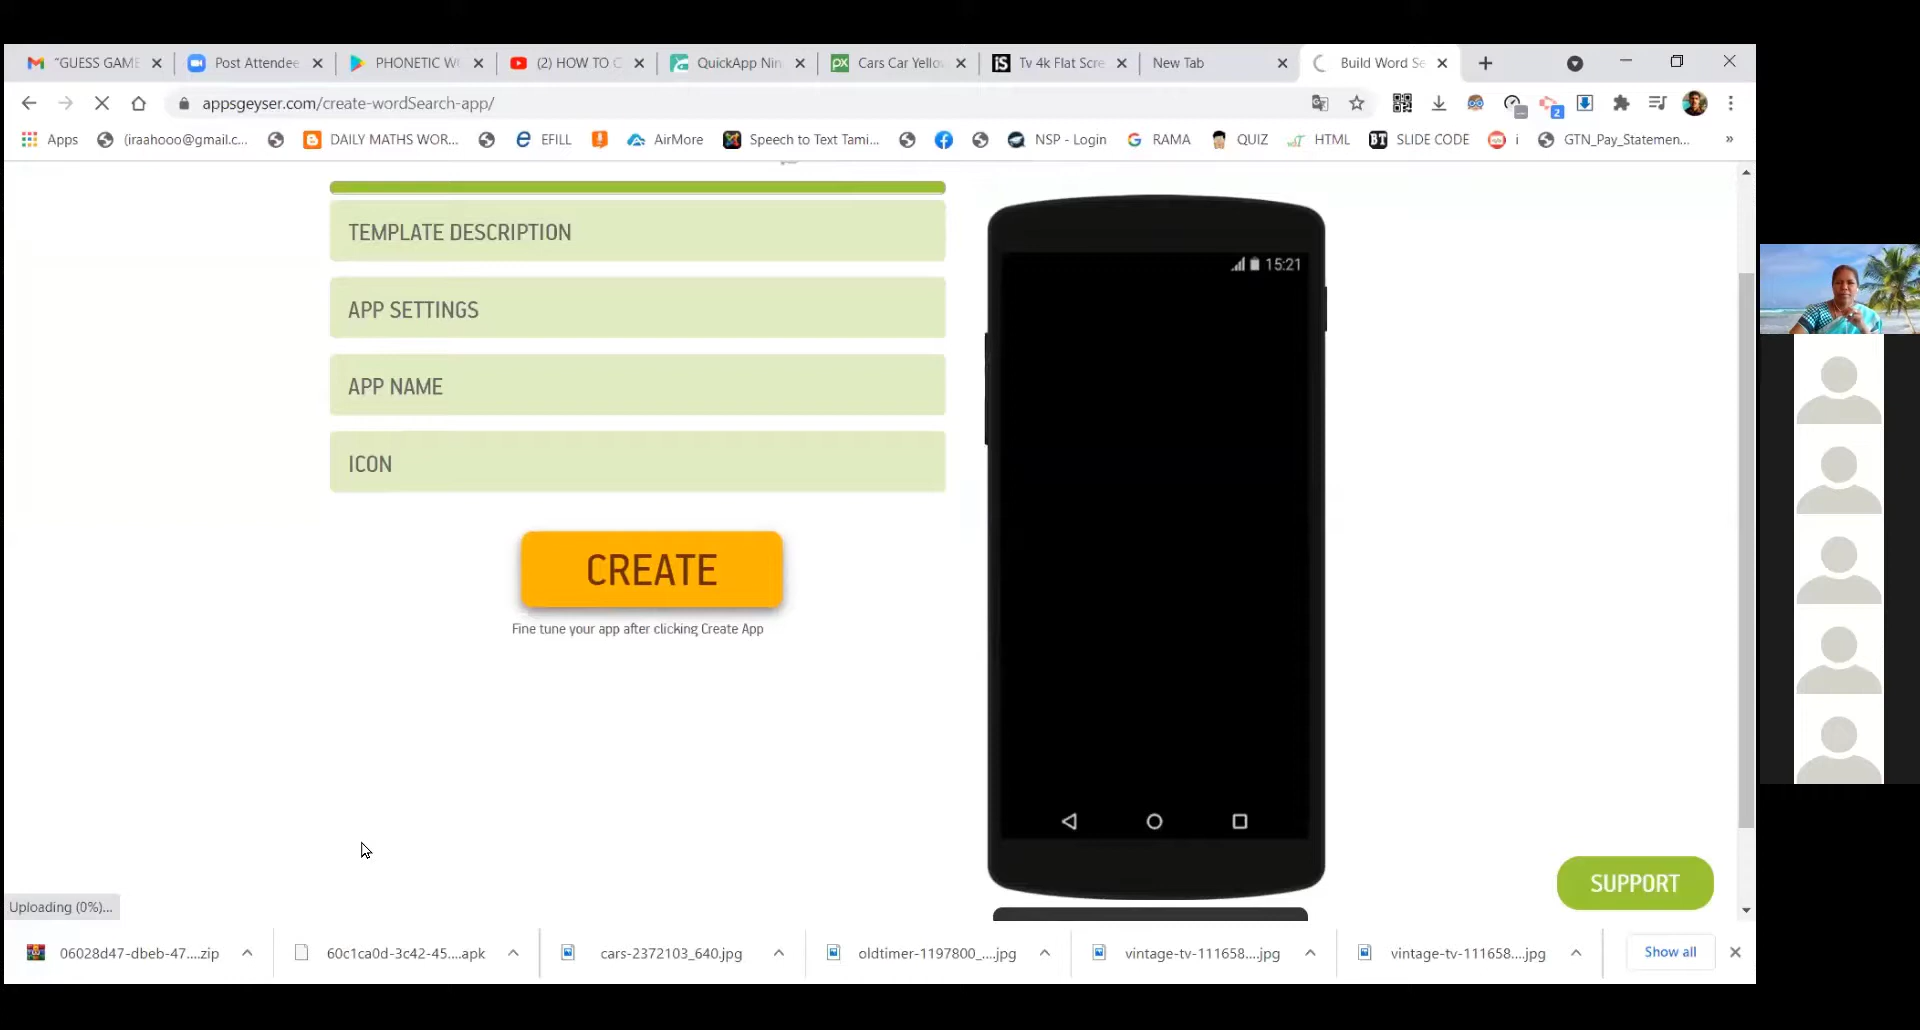 "GUESS GAME
Post Attendee
PHONETIC W
(2) HOW TO C
QuickApp Nin
Cars Car Yello
Tv 4k Flat Scre
New Tab
Build Word Se
appsgeyser.com/create-wordSearch-app/
2
Apps
(iraahooo@gmail.c...
DAILY MATHS WOR...
EFILL
AirMore
Speech to Text Tami...
NSP - Login
RAMA
QUIZ
HTML
SLIDE CODE
i
GTN_Pay_Statemen...
»
TEMPLATE DESCRIPTION
APP SETTINGS
APP NAME
ICON
CREATE
Fine tune your app after clicking Create App
15:21
SUPPORT
Uploading (0%)...
06028d47-dbeb-47....zip
60c1ca0d-3c42-45....apk
cars-2372103_640.jpg
oldtimer-1197800_....jpg
vintage-tv-111658....jpg
vintage-tv-111658....jpg
Show all